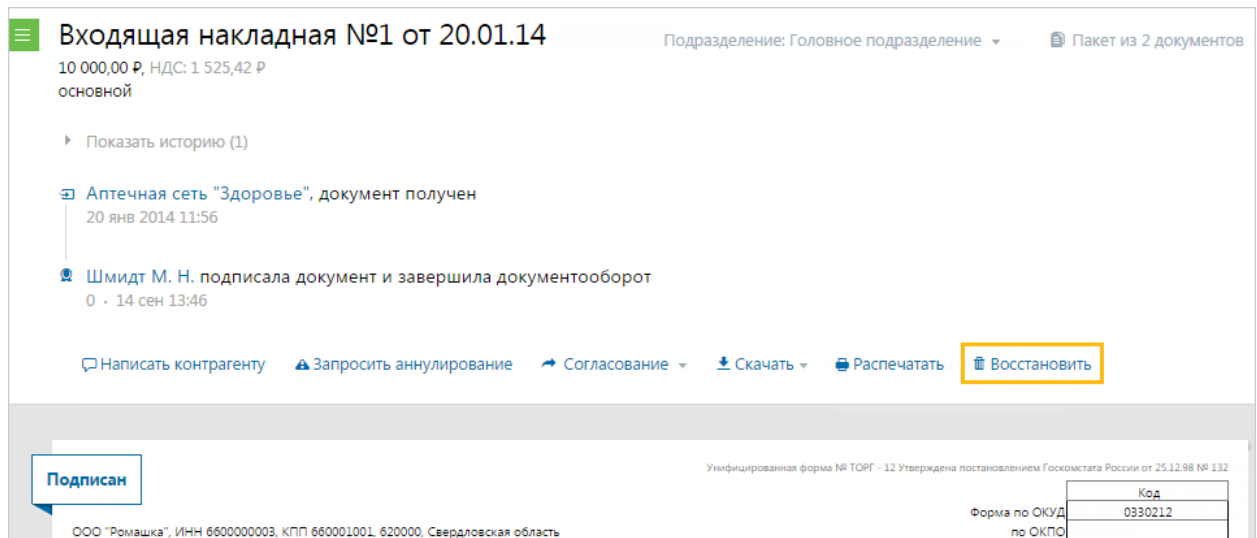 Входящая накладная №1 от 20.01.14
Подразделение: Головное подразделение
Пакет из 2 документов
10 000,00 ₽, НДС: 1 525,42 ₽
основной
Показать историю (1)
Аптечная сеть "Здоровье", документ получен
20 янв 2014 11:56
Шмидт М. Н. подписала документ и завершила документооборот
0 · 14 сен 13:46
Написать контрагенту Запросить аннулирование Согласование Скачать Распечатать Восстановить
Подписан
Унифицированная форма № ТОРГ - 12 Утверждена постановлением Госкомстата России от 25.12.98 № 132
Код
Форма по ОКУД 0330212
ООО "Ромашка", ИНН 6600000003, КПП 660001001, 620000, Свердловская область
по ОКПО